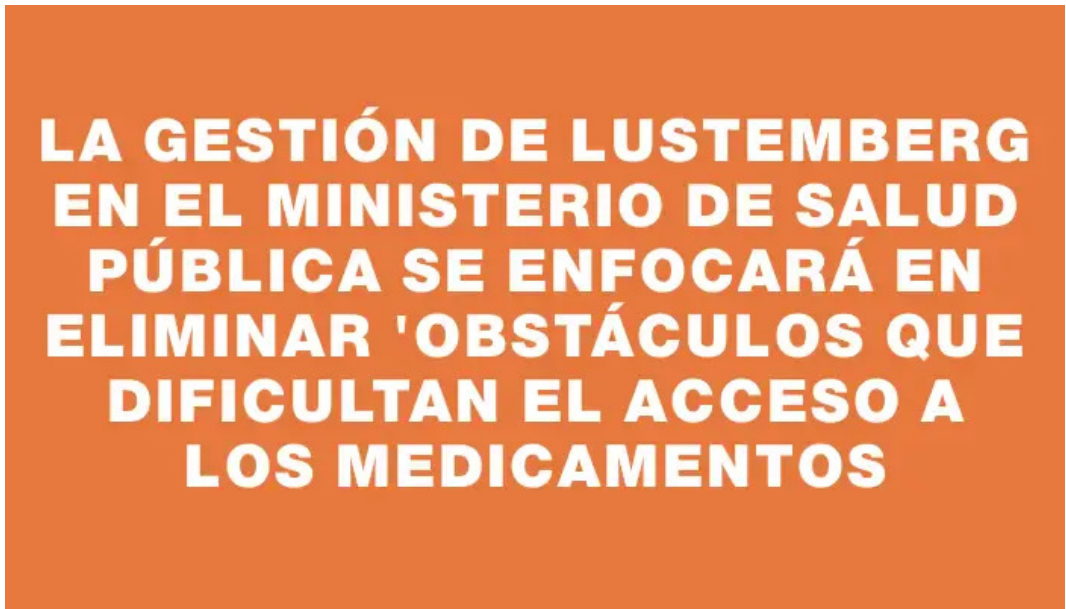 LA GESTIÓN DE LUSTEMBERG
EN EL MINISTERIO DE SALUD
PÚBLICA SE ENFOCARÁ EN
ELIMINAR 'OBSTÁCULOS QUE
DIFICULTAN EL ACCESO A
LOS MEDICAMENTOS